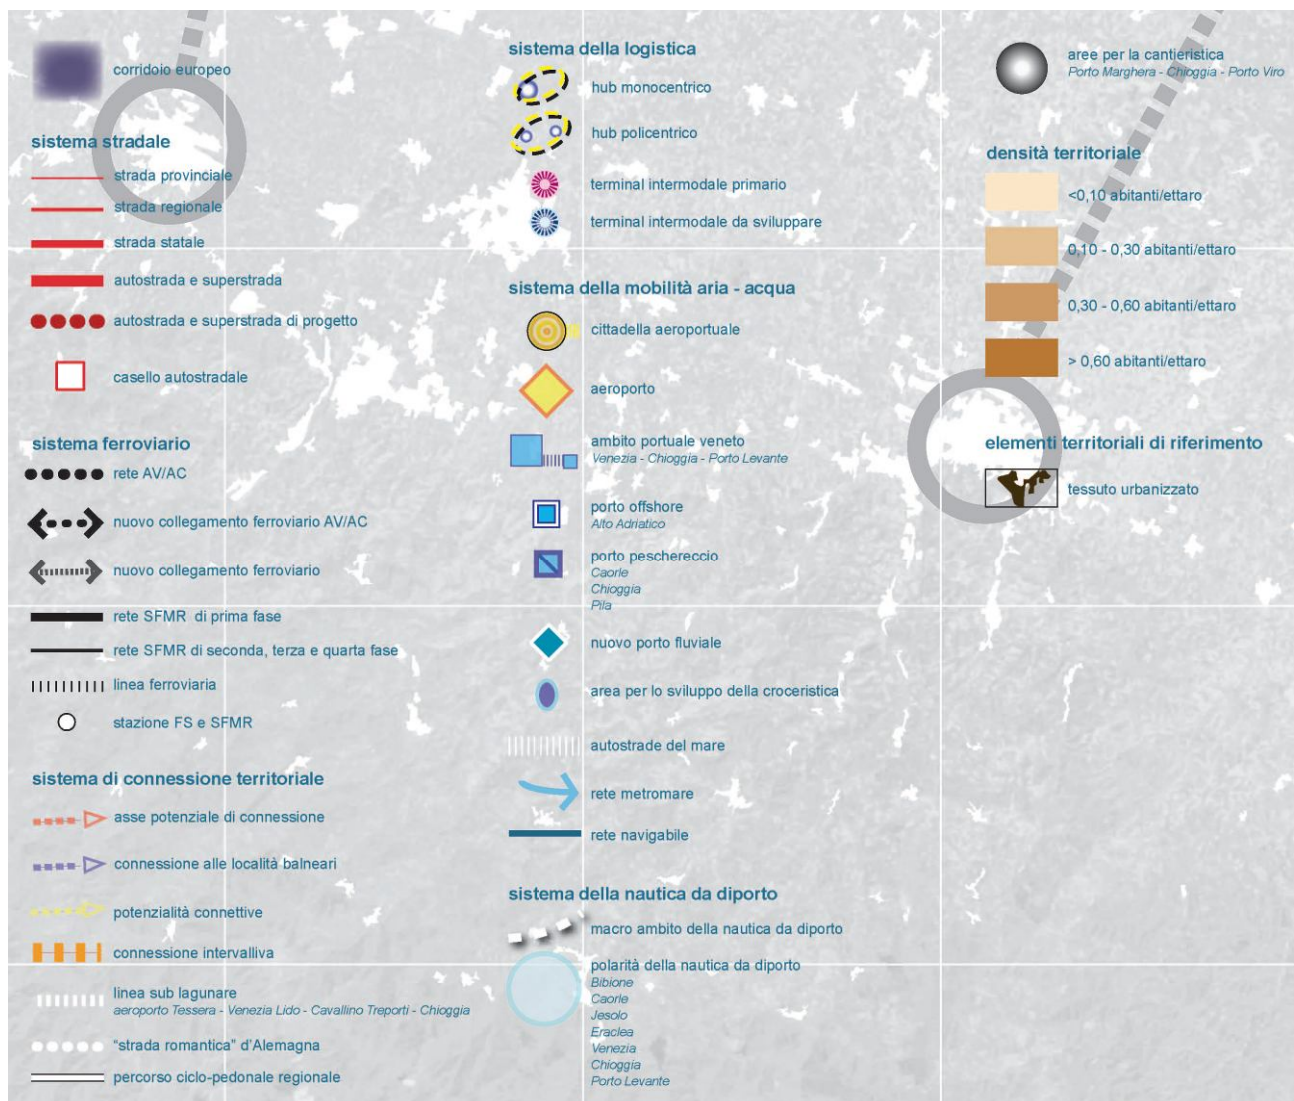 corridoio europeo
sistema stradale
strada provinciale
strada regionale
strada statale
autostrada e superstrada
autostrada e superstrada di progetto
casello autostradale
sistema ferroviario
rete AV/AC
nuovo collegamento ferroviario AV/AC
nuovo collegamento ferroviario
rete SFMR di prima fase
rete SFMR di seconda, terza e quarta fase
linea ferroviaria
stazione FS e SFMR
sistema di connessione territoriale
asse potenziale di connessione
connessione alle località balneari
potenzialità connettive
connessione intervalliva
linea sub lagunare
aeroporto Tessera - Venezia Lido - Cavallino Treporti - Chioggia
"strada romantica" d'Alemagna
percorso ciclo-pedonale regionale
sistema della logistica
hub monocentrico
hub policentrico
terminal intermodale primario
terminal intermodale da sviluppare
sistema della mobilità aria - acqua
cittadella aeroportuale
aeroporto
ambito portuale veneto
Venezia - Chioggia - Porto Levante
porto offshore
Alto Adriatico
porto peschereccio
Caorle
Chioggia
Pila
nuovo porto fluviale
area per lo sviluppo della croceristica
autostrade del mare
rete metromare
rete navigabile
sistema della nautica da diporto
macro ambito della nautica da diporto
polarità della nautica da diporto
Bibione
Caorle
Jesolo
Eraclea
Venezia
Chioggia
Porto Levante
aree per la cantieristica
Porto Marghera - Chioggia - Porto Viro
densità territoriale
<0,10 abitanti/ettaro
0,10 - 0,30 abitanti/ettaro
0,30 - 0,60 abitanti/ettaro
> 0,60 abitanti/ettaro
elementi territoriali di riferimento
tessuto urbanizzato